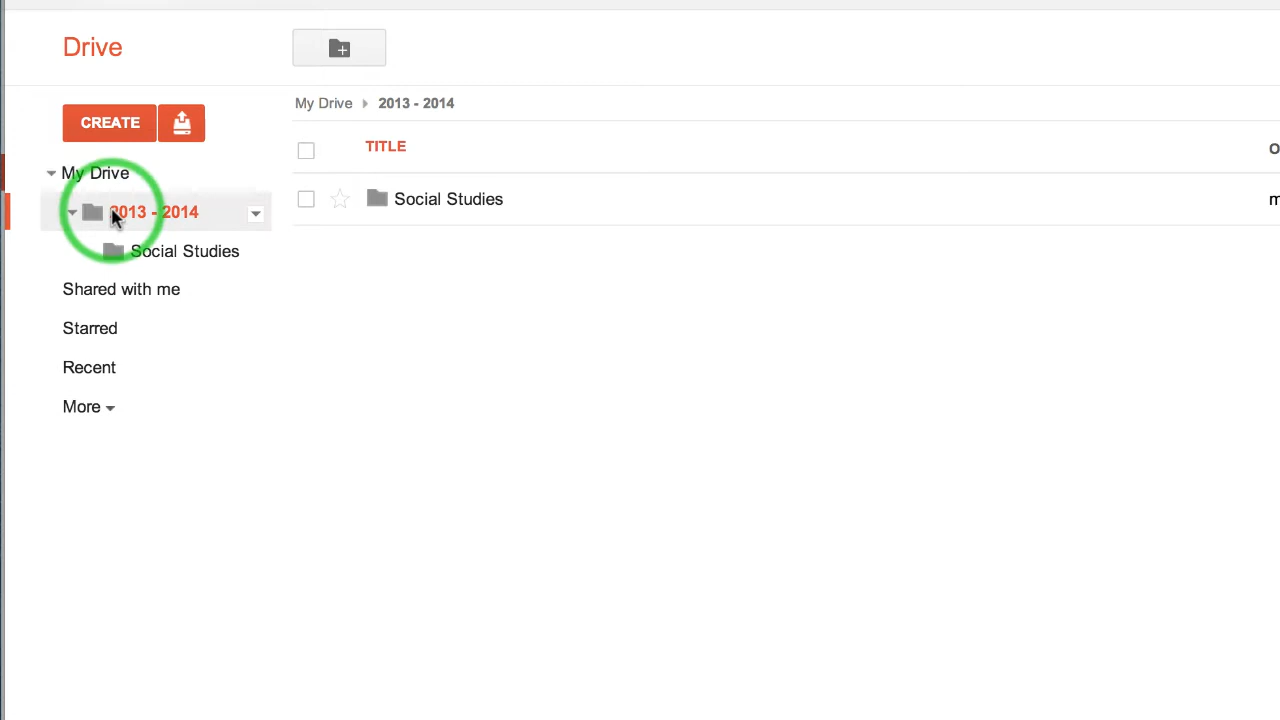 Drive
CREATE
My Drive
2013 - 2014
Social Studies
Shared with me
Starred
Recent
More
My Drive 2013 - 2014
TITLE
Social Studies